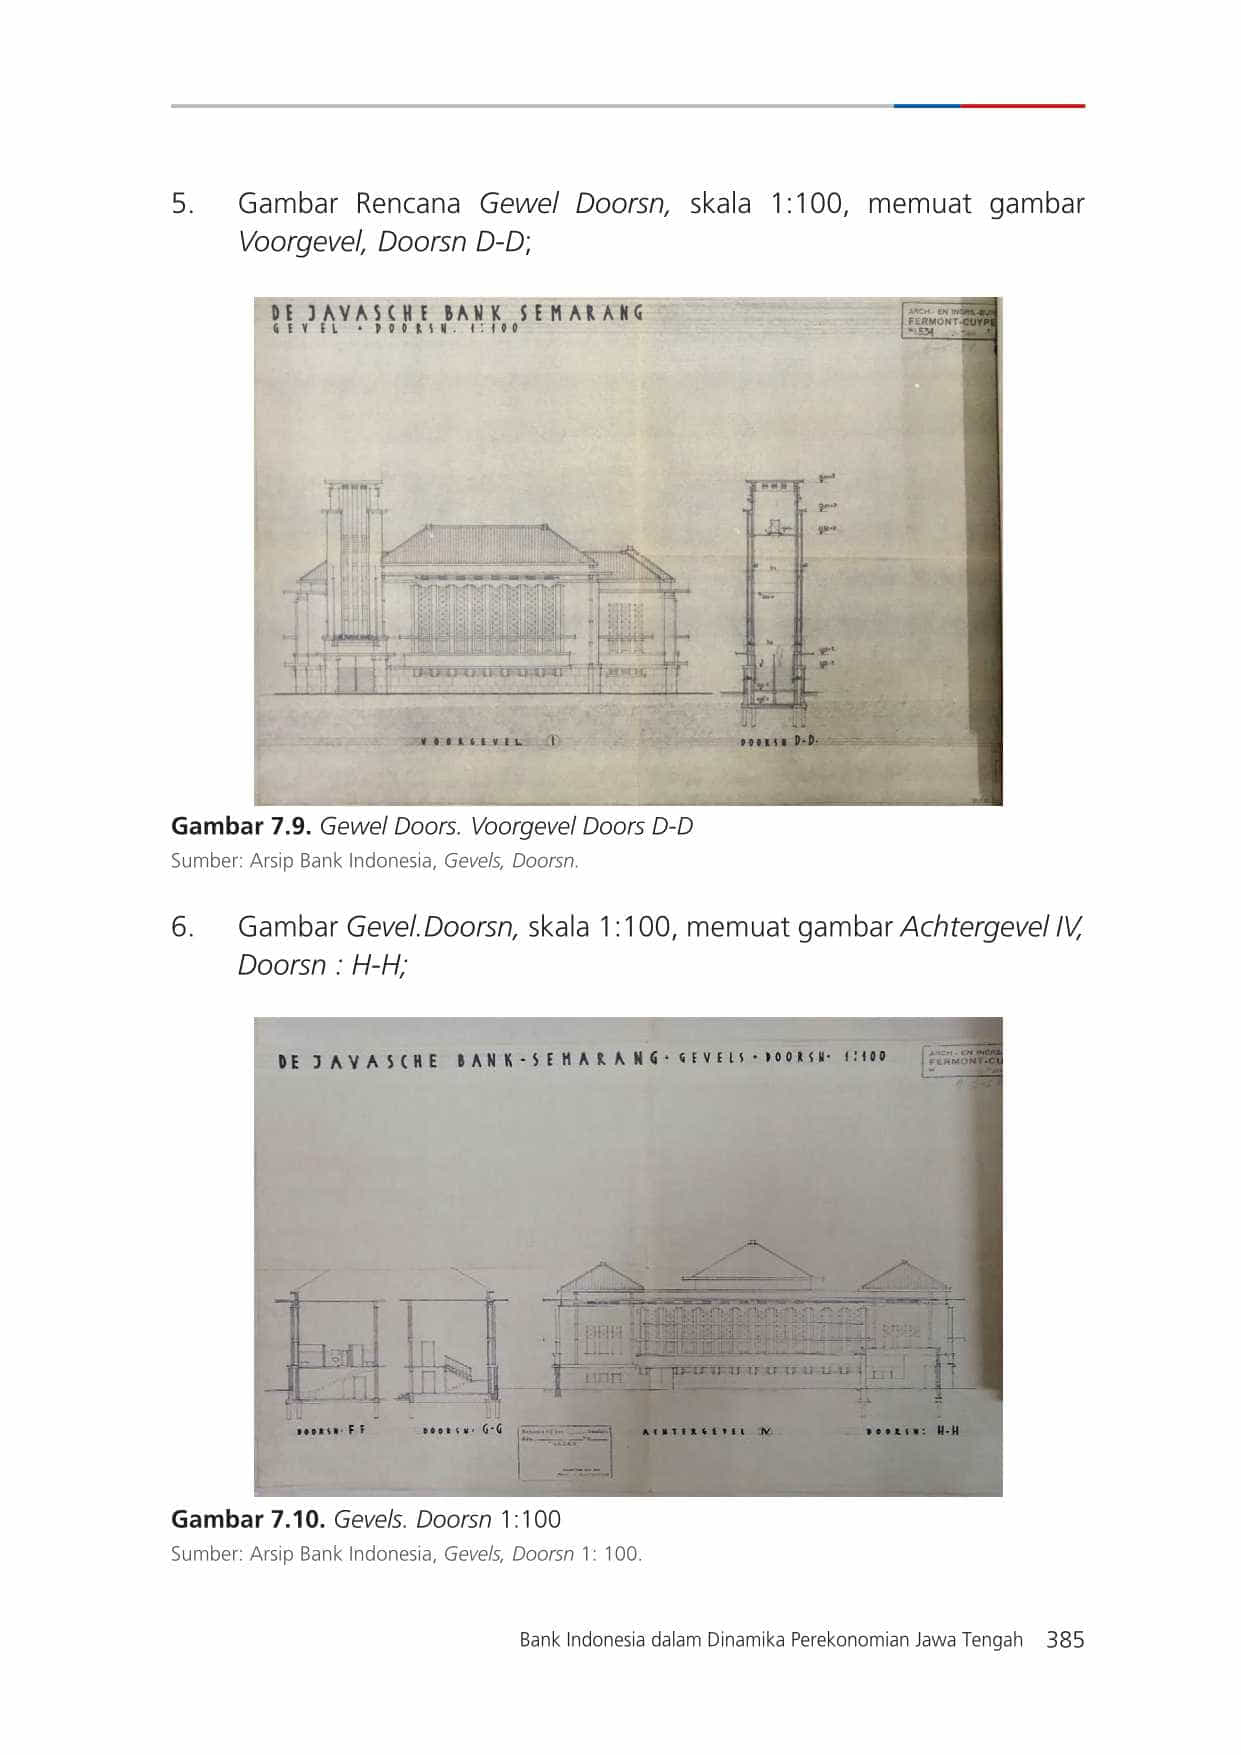 5. Gambar Rencana Gewel Doorsn, skala 1:100, memuat gambar
Voorgevel, Doorsn D-D;
DE JAVASCHE BANK SEMARANG
GEVEL • DOORSN. 1:100
ARCH.- EN INGRS.-BUR
FERMONT-CUYPE
VOORGEVEL 1
DOORSN D-D.
Gambar 7.9. Gewel Doors. Voorgevel Doors D-D
Sumber: Arsip Bank Indonesia, Gevels, Doorsn.
6. Gambar Gevel.Doorsn, skala 1:100, memuat gambar Achtergevel IV,
Doorsn : H-H;
DE JAVASCHE BANK-SEMARANG• GEVELS • DOORSN• 1:100
ARCH.- EN INGRS
FERMONT-CU
DOORSN• F F
DOORSN• G-G
ACHTERGEVEL IV
DOORSN: H-H
Gambar 7.10. Gevels. Doorsn 1:100
Sumber: Arsip Bank Indonesia, Gevels, Doorsn 1: 100.
Bank Indonesia dalam Dinamika Perekonomian Jawa Tengah 385